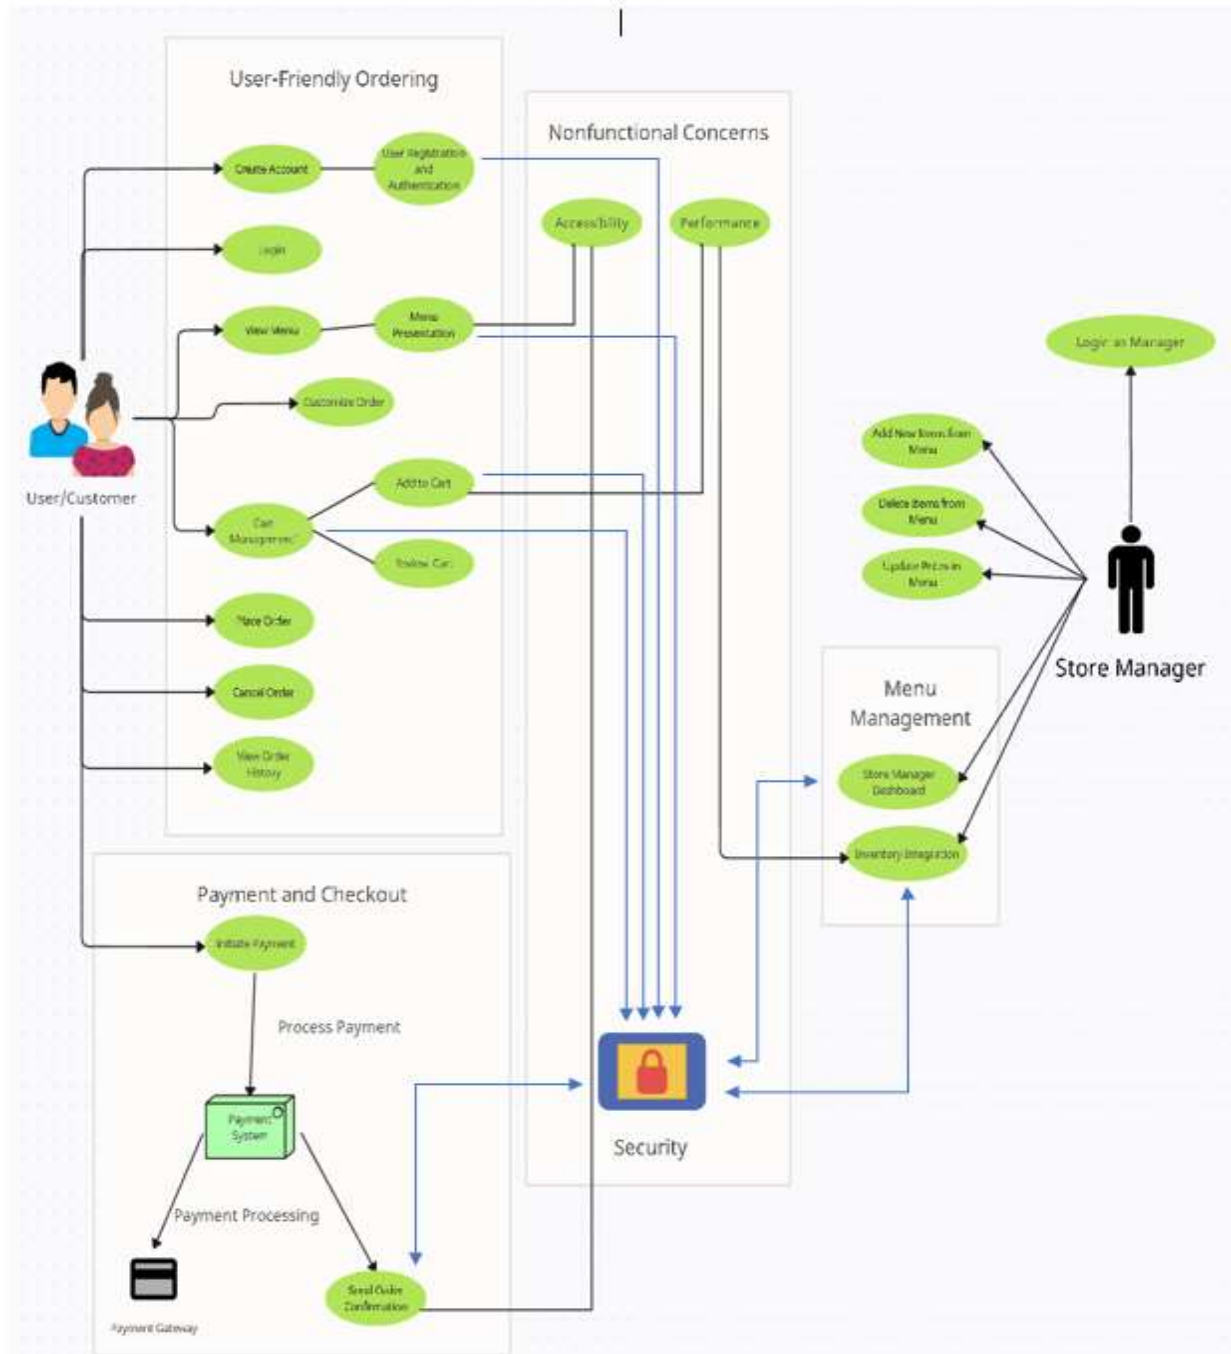 User-Friendly Ordering
Create Account
User Registration
and
Authentication
Login
View Menu
Menu
Presentation
Customize Order
Add to Cart
Cart
Management
Review Cart
Place Order
Cancel Order
View Order
History
User/Customer
Nonfunctional Concerns
Accessibility
Performance
Security
Login as Manager
Add New Items from
Menu
Delete Items from
Menu
Update Prices in
Menu
Store Manager
Menu
Management
Store Manager
Dashboard
Inventory Integration
Payment and Checkout
Initiate Payment
Process Payment
Payment
System
Payment Processing
Payment Gateway
Send Order
Confirmation